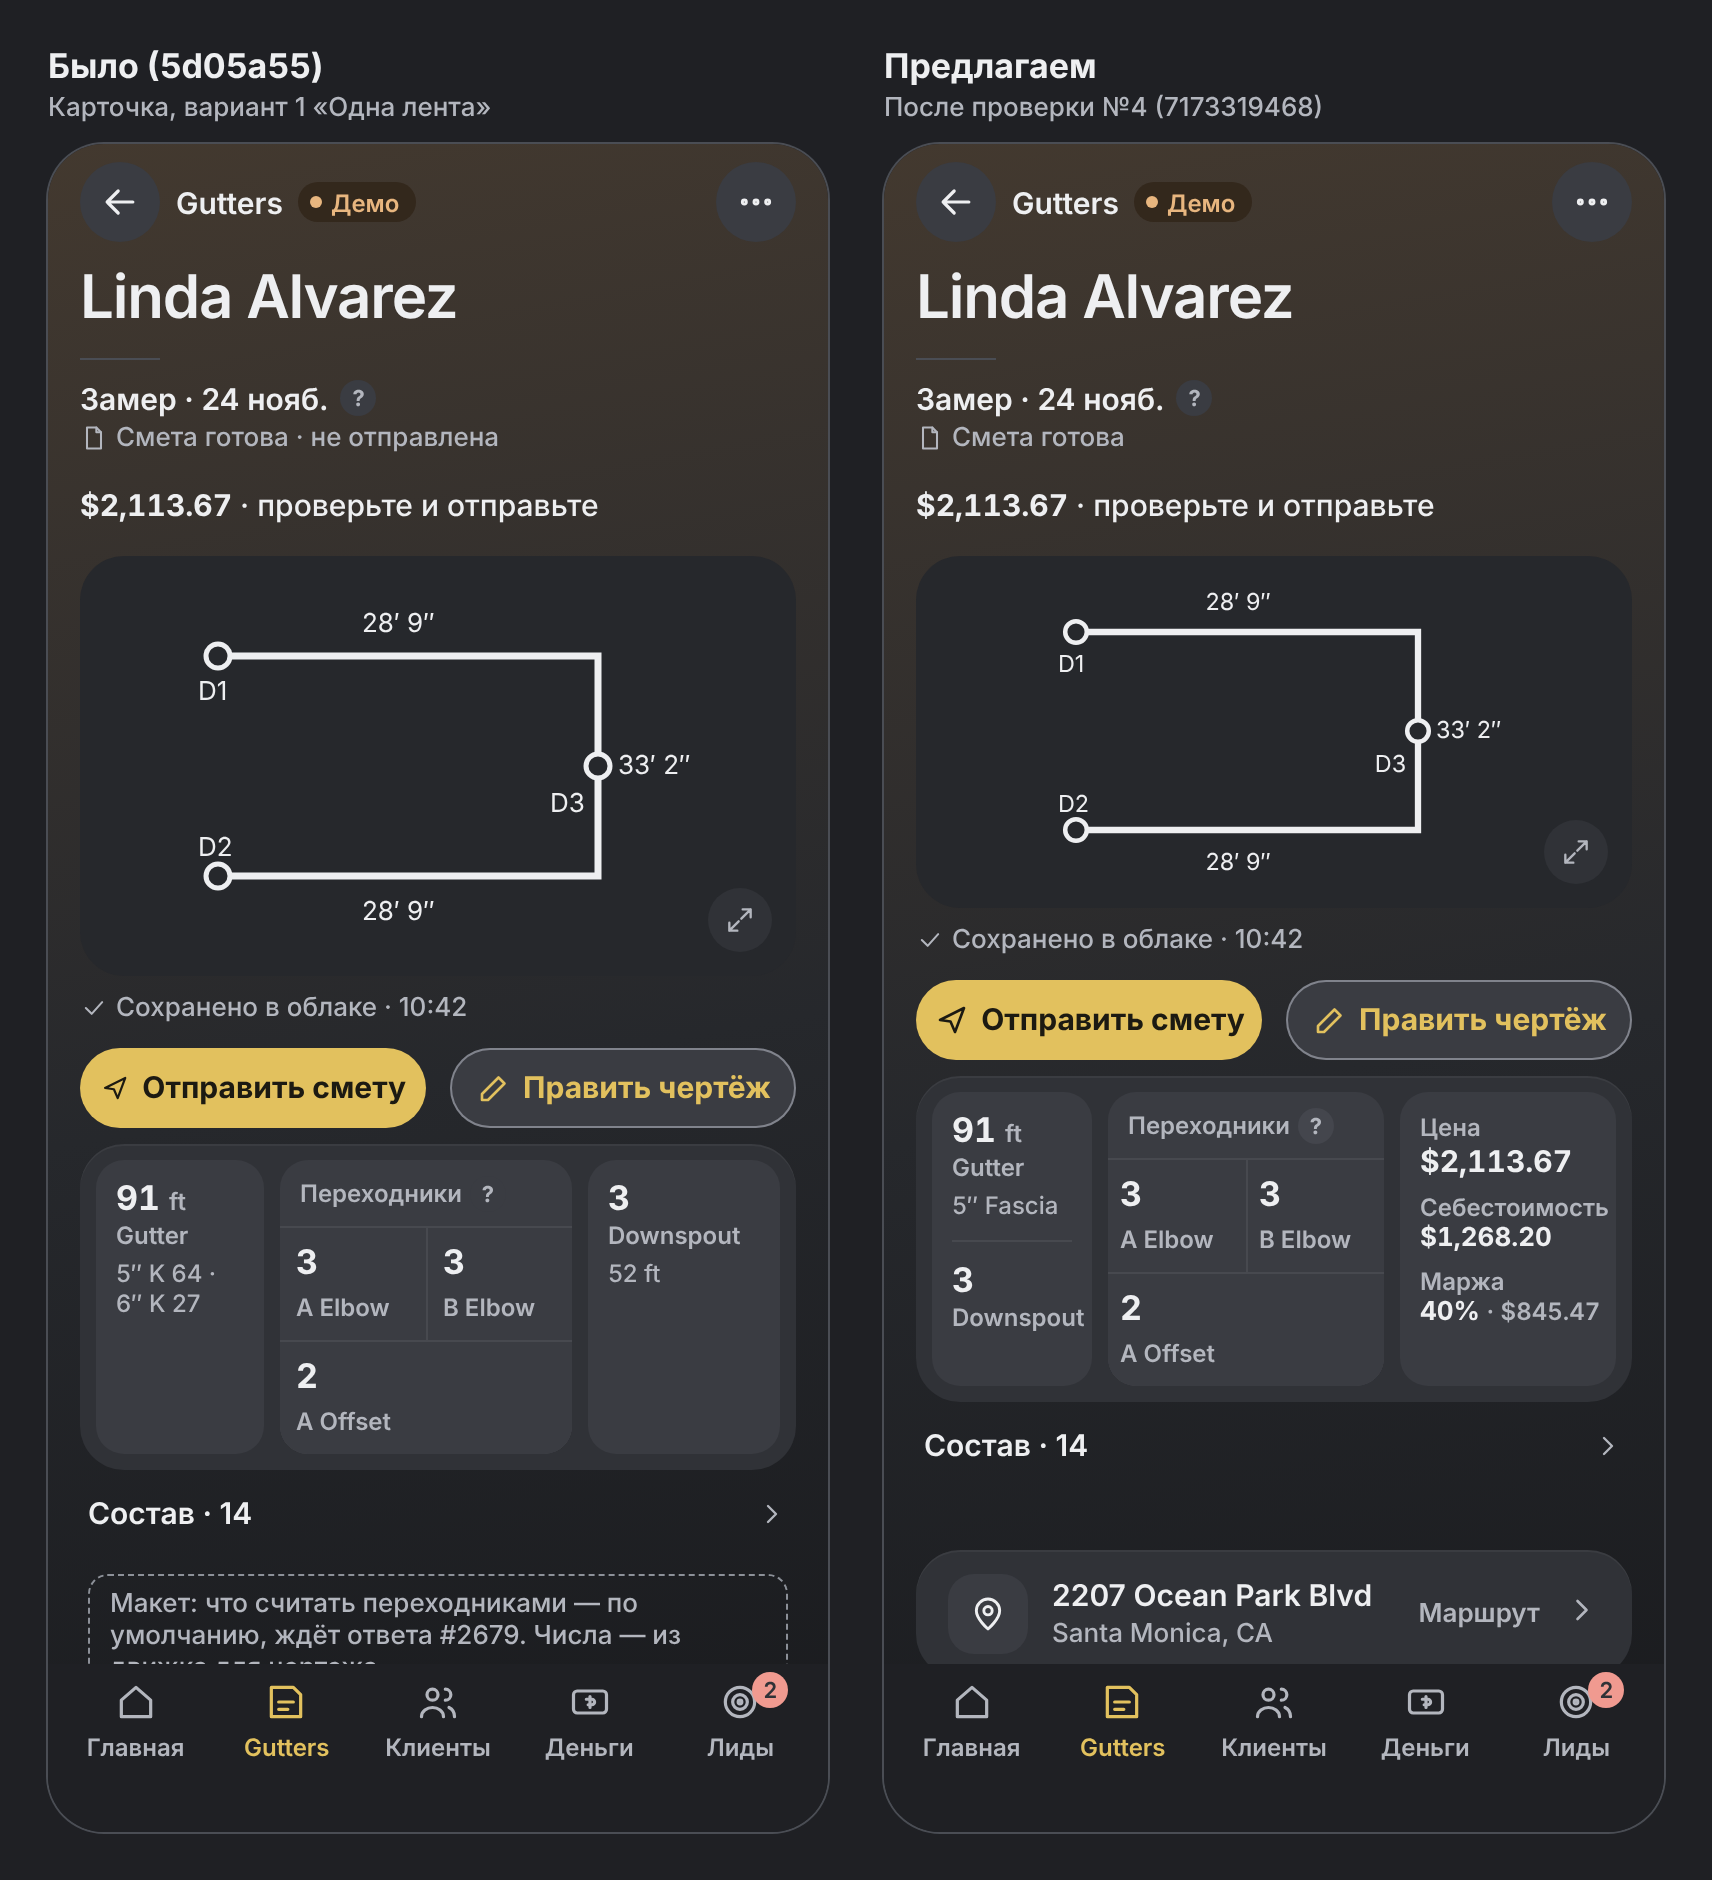 Было (5d05a55)
Карточка, вариант 1 «Одна лента»
Gutters
Демо
Linda Alvarez
Замер · 24 нояб. ?
Смета готова · не отправлена
$2,113.67 · проверьте и отправьте
28′ 9″
D1
33′ 2″
D3
D2
28′ 9″
Сохранено в облаке · 10:42
Отправить смету
Править чертёж
91 ft
Gutter
5″ K 64 ·
6″ K 27
Переходники ?
3
A Elbow
3
B Elbow
2
A Offset
3
Downspout
52 ft
Состав · 14
Макет: что считать переходниками — по
умолчанию, ждёт ответа #2679. Числа — из
Главная
Gutters
Клиенты
Деньги
2
Лиды
Предлагаем
После проверки №4 (7173319468)
Gutters
Демо
Linda Alvarez
Замер · 24 нояб. ?
Смета готова
$2,113.67 · проверьте и отправьте
28′ 9″
D1
33′ 2″
D3
D2
28′ 9″
Сохранено в облаке · 10:42
Отправить смету
Править чертёж
91 ft
Gutter
5″ Fascia
3
Downspout
Переходники ?
3
A Elbow
3
B Elbow
2
A Offset
Цена
$2,113.67
Себестоимость
$1,268.20
Маржа
40% · $845.47
Состав · 14
2207 Ocean Park Blvd
Santa Monica, CA
Маршрут
Главная
Gutters
Клиенты
Деньги
2
Лиды